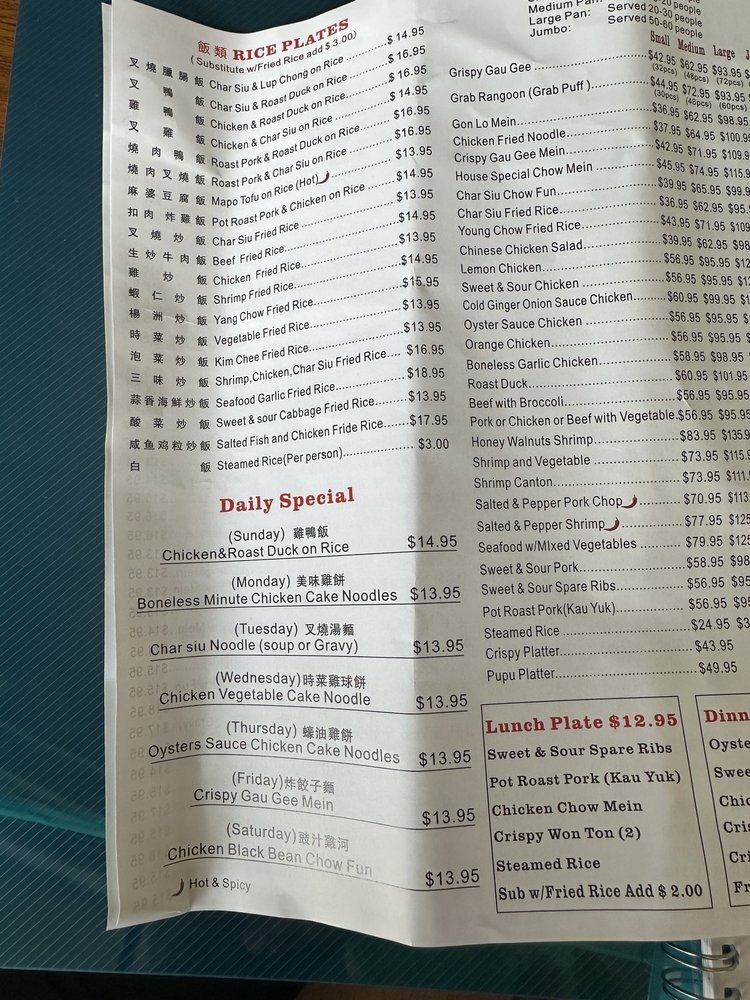 飯類 RICE PLATES
( Substitute w/Fried Rice add $ 3.00)
叉燒臘腸飯 Char Siu & Lup Chong on Rice $ 14.95
叉鴨飯 Char Siu & Roast Duck on Rice $ 16.95
雞鴨飯 Chicken & Roast Duck on Rice $ 16.95
叉雞飯 Chicken & Char Siu on Rice $ 14.95
燒肉鴨飯 Roast Pork & Roast Duck on Rice $16.95
燒肉叉燒飯 Roast Pork & Char Siu on Rice $16.95
麻婆豆腐飯 Mapo Tofu on Rice (Hot) $13.95
扣肉炸雞飯 Pot Roast Pork & Chicken on Rice $14.95
叉燒炒飯 Char Siu Fried Rice $13.95
生炒牛肉飯 Beef Fried Rice $14.95
雞炒飯 Chicken Fried Rice $13.95
蝦仁炒飯 Shrimp Fried Rice $14.95
楊洲炒飯 Yang Chow Fried Rice $15.95
時菜炒飯 Vegetable Fried Rice $13.95
泡菜炒飯 Kim Chee Fried Rice $13.95
三味炒飯 Shrimp,Chicken,Char Siu Fried Rice $16.95
蒜香海鮮炒飯 Seafood Garlic Fried Rice $18.95
酸菜炒飯 Sweet & sour Cabbage Fried Rice $13.95
咸鱼鸡粒炒飯 Salted Fish and Chicken Fride Rice $17.95
白飯 Steamed Rice(Per person) $3.00
Daily Special
(Sunday) 雞鴨飯
Chicken&Roast Duck on Rice $14.95
(Monday) 美味雞餅
Boneless Minute Chicken Cake Noodles $13.95
(Tuesday) 叉燒湯麵
Char siu Noodle (soup or Gravy) $13.95
(Wednesday)時菜雞球餅
Chicken Vegetable Cake Noodle $13.95
(Thursday) 蠔油雞餅
Oysters Sauce Chicken Cake Noodles $13.95
(Friday)炸餃子麵
Crispy Gau Gee Mein $13.95
(Saturday)豉汁雞河
Chicken Black Bean Chow Fun $13.95
Hot & Spicy
people
Medium Pan: Served 20-30 people
Large Pan: Served 50-60 people
Jumbo:
Small Medium Large
Grispy Gau Gee $42.95 $62.95 $93.95
(32pcs) (48pcs) (72pcs)
Grab Rangoon (Grab Puff ) $44.95 $72.95 $93.95
(30pcs) (48pcs) (60pcs)
Gon Lo Mein $36.95 $62.95 $98.95
Chicken Fried Noodle $37.95 $64.95
Crispy Gau Gee Mein $42.95 $71.95
House Special Chow Mein $45.95 $74.95
Char Siu Chow Fun $39.95 $65.95
Char Siu Fried Rice $36.95 $62.95
Young Chow Fried Rice $43.95 $71.95
Chinese Chicken Salad $39.95 $62.95
Lemon Chicken $56.95 $95.95
Sweet & Sour Chicken $56.95 $95.95
Cold Ginger Onion Sauce Chicken $60.95 $99.95
Oyster Sauce Chicken $56.95 $95.95
Orange Chicken $56.95 $95.95
Boneless Garlic Chicken $58.95 $98.95
Roast Duck $60.95 $101.95
Beef with Broccoli $56.95 $95.95
Pork or Chicken or Beef with Vegetable $56.95 $95.95
Honey Walnuts Shrimp $83.95
Shrimp and Vegetable $73.95
Shrimp Canton $73.95
Salted & Pepper Pork Chop $70.95
Salted & Pepper Shrimp $77.95
Seafood w/MIxed Vegetables $79.95
Sweet & Sour Pork $58.95
Sweet & Sour Spare Ribs $56.95
Pot Roast Pork(Kau Yuk) $56.95
Steamed Rice $24.95
Crispy Platter $43.95
Pupu Platter $49.95
Lunch Plate $12.95
Sweet & Sour Spare Ribs
Pot Roast Pork (Kau Yuk)
Chicken Chow Mein
Crispy Won Ton (2)
Steamed Rice
Sub w/Fried Rice Add $ 2.00